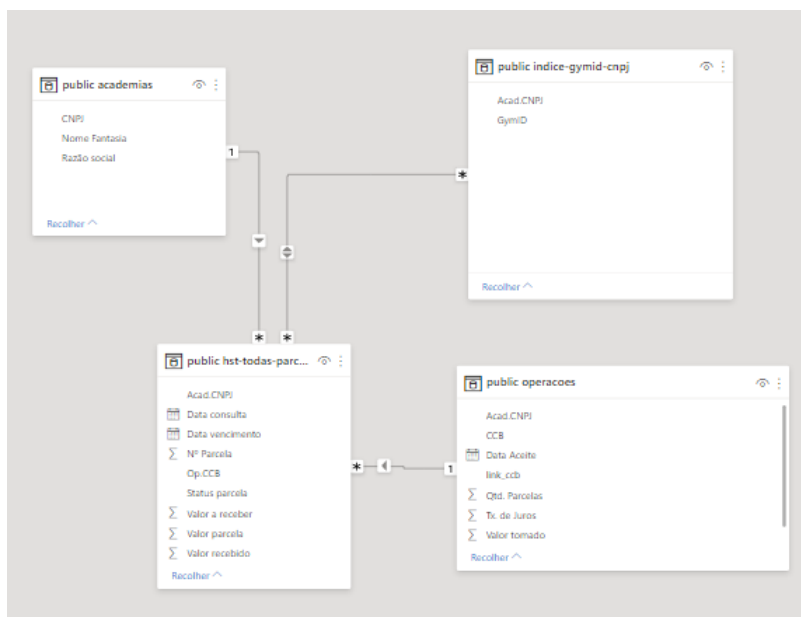 public academias
CNPJ
Nome Fantasia
Razão social
Recolher
public indice-gymid-cnpj
Acad.CNPJ
GymID
Recolher
1
*
*
*
public hst-todas-parc...
Acad.CNPJ
Data consulta
Data vencimento
Nº Parcela
Op.CCB
Status parcela
Valor a receber
Valor parcela
Valor recebido
Recolher
*
1
public operacoes
Acad.CNPJ
CCB
Data Aceite
link_ccb
Qtd. Parcelas
Tx. de Juros
Valor tomado
Recolher